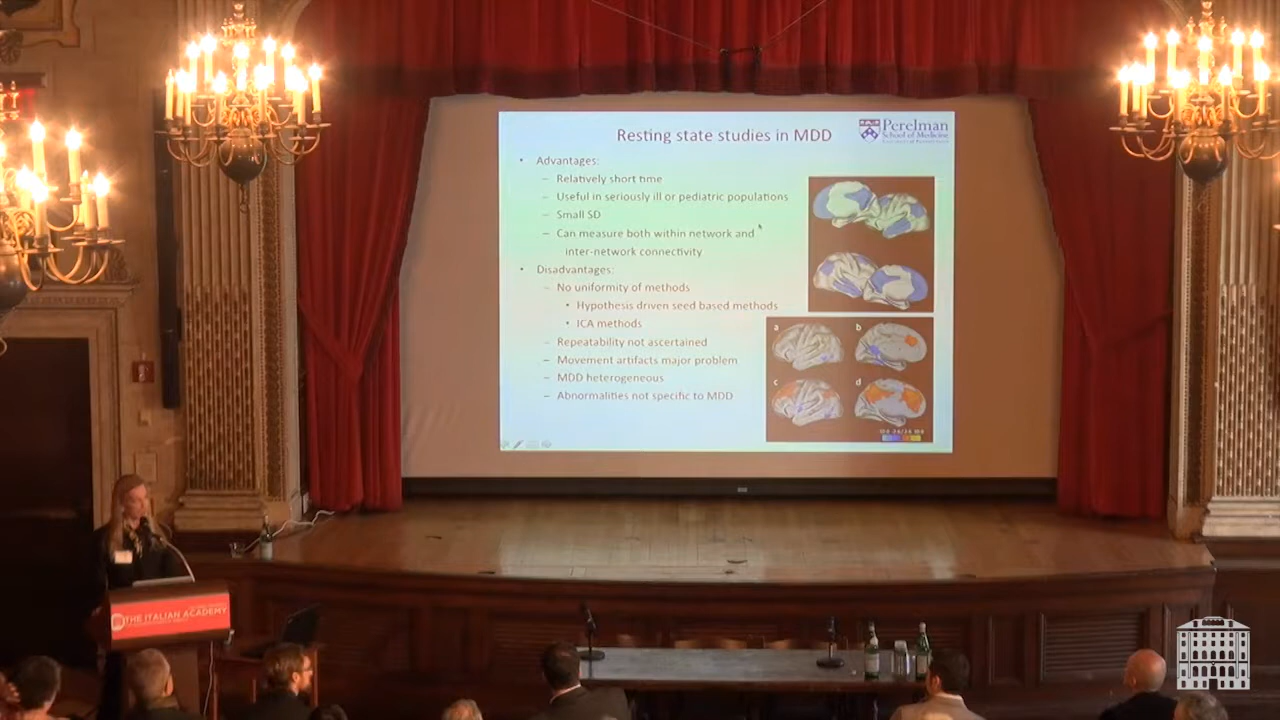 Resting state studies in MDD
Perelman
School of Medicine
University of Pennsylvania
• Advantages:
– Relatively short time
– Useful in seriously ill or pediatric populations
– Small SD
– Can measure both within network and
inter-network connectivity
• Disadvantages:
– No uniformity of methods
• Hypothesis driven seed based methods
• ICA methods
– Repeatability not ascertained
– Movement artifacts major problem
– MDD heterogeneous
– Abnormalities not specific to MDD
a b
c d
THE ITALIAN ACADEMY